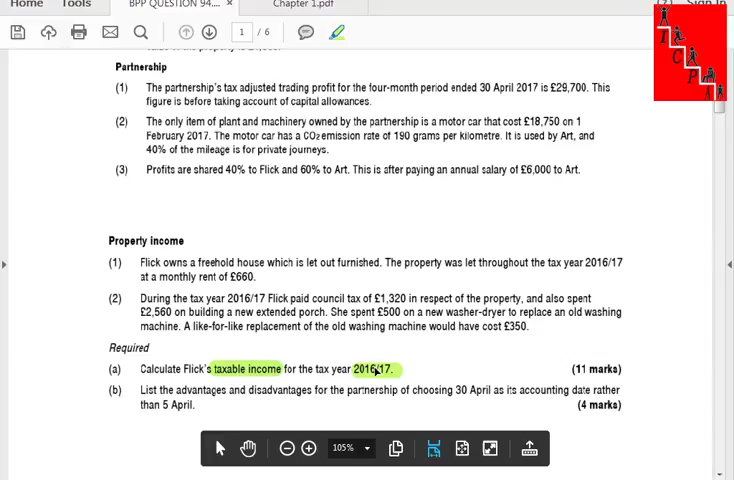 Home Tools BPP QUESTION 94.... × Chapter 1.pdf Sign In
1 / 6
Partnership
(1) The partnership's tax adjusted trading profit for the four-month period ended 30 April 2017 is £29,700. This
figure is before taking account of capital allowances.
(2) The only item of plant and machinery owned by the partnership is a motor car that cost £18,750 on 1
February 2017. The motor car has a CO2 emission rate of 190 grams per kilometre. It is used by Art, and
40% of the mileage is for private journeys.
(3) Profits are shared 40% to Flick and 60% to Art. This is after paying an annual salary of £6,000 to Art.
Property income
(1) Flick owns a freehold house which is let out furnished. The property was let throughout the tax year 2016/17
at a monthly rent of £660.
(2) During the tax year 2016/17 Flick paid council tax of £1,320 in respect of the property, and also spent
£2,560 on building a new extended porch. She spent £500 on a new washer-dryer to replace an old washing
machine. A like-for-like replacement of the old washing machine would have cost £350.
Required
(a) Calculate Flick's taxable income for the tax year 2016/17. (11 marks)
(b) List the advantages and disadvantages for the partnership of choosing 30 April as its accounting date rather
than 5 April. (4 marks)
105%
I
C
P
A